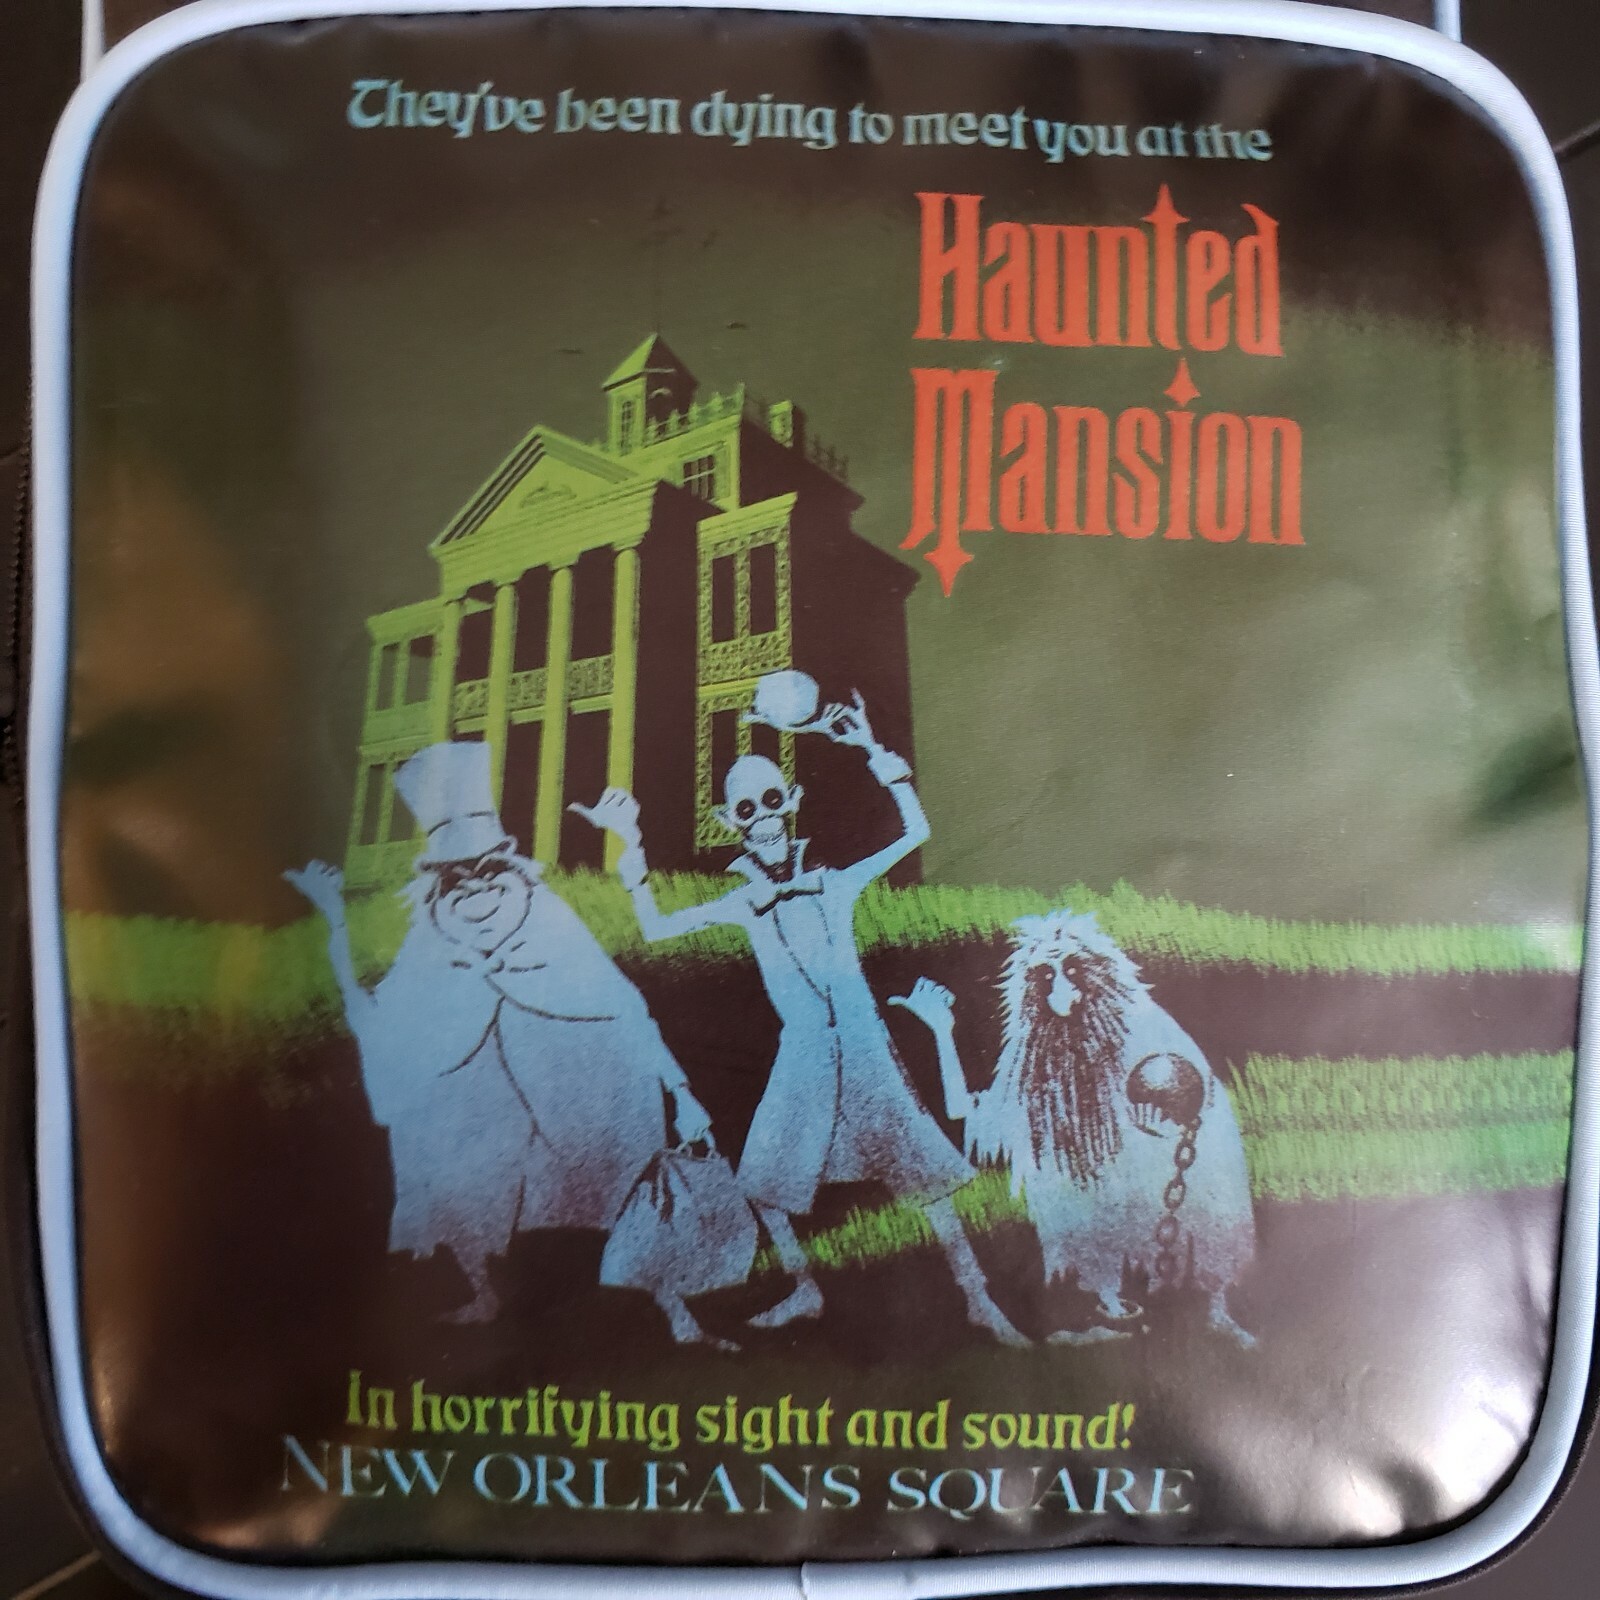 They've been dying to meet you at the
Haunted
Mansion
In horrifying sight and sound!
NEW ORLEANS SQUARE